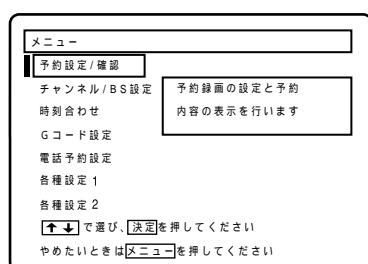 メニュー
予約設定/確認
チャンネル/BS設定
予約録画の設定と予約
時刻合わせ
内容の表示を行います
Gコード設定
電話予約設定
各種設定1
各種設定2
↑↓で選び、決定を押してください
やめたいときはメニューを押してください